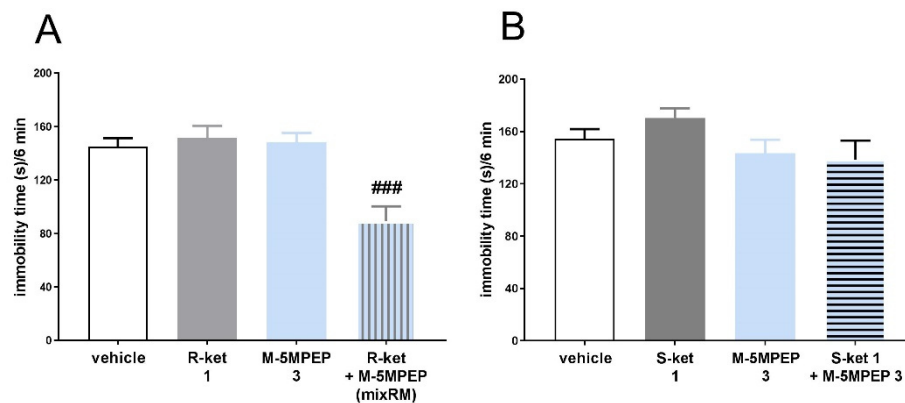 A
immobility time (s)/6 min
200
160
120
80
40
0
###
vehicle
R-ket
1
M-5MPEP
3
R-ket
+ M-5MPEP
(mixRM)
B
immobility time (s)/6 min
200
160
120
80
40
0
vehicle
S-ket
1
M-5MPEP
3
S-ket 1
+ M-5MPEP 3